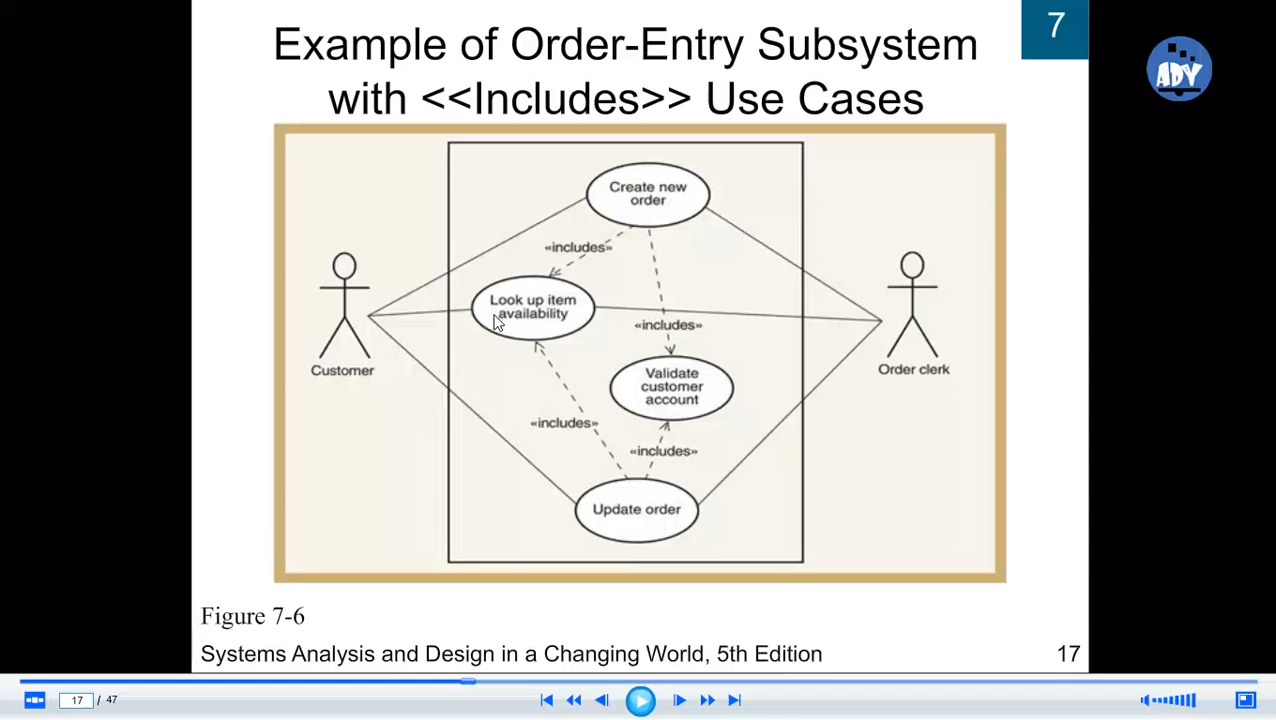 Example of Order-Entry Subsystem
with <<Includes>> Use Cases
7
ADY
Create new
order
«includes»
Look up item
availability
«includes»
Validate
customer
account
Customer
Order clerk
«includes»
«includes»
Update order
Figure 7-6
Systems Analysis and Design in a Changing World, 5th Edition
17
17 / 47